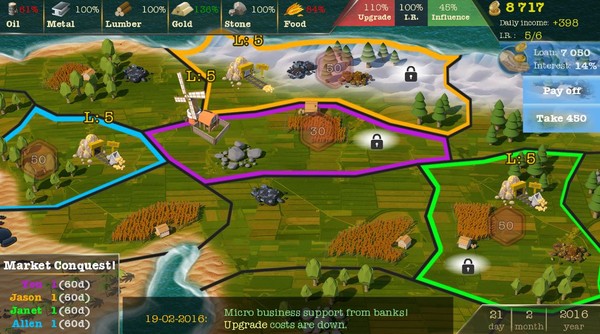 Oil 61% Metal 100% Lumber 100% Gold 136% Stone 100% Food 84%
110% Upgrade 100% I.R. 45% Influence
8 717
Daily income: +398
I.R.: 5/6
Loan: 7 050
Interest: 14%
Pay off
Take 450
L: 5
L: 5
L: 5
L: 5
50
30
50
50
Market Conquest!
1 (60d)
Jason 1 (60d)
Janet 1 (60d)
Allen 1 (60d)
19-02-2016:
Micro business support from banks!
Upgrade costs are down.
21 2 2016
day month year